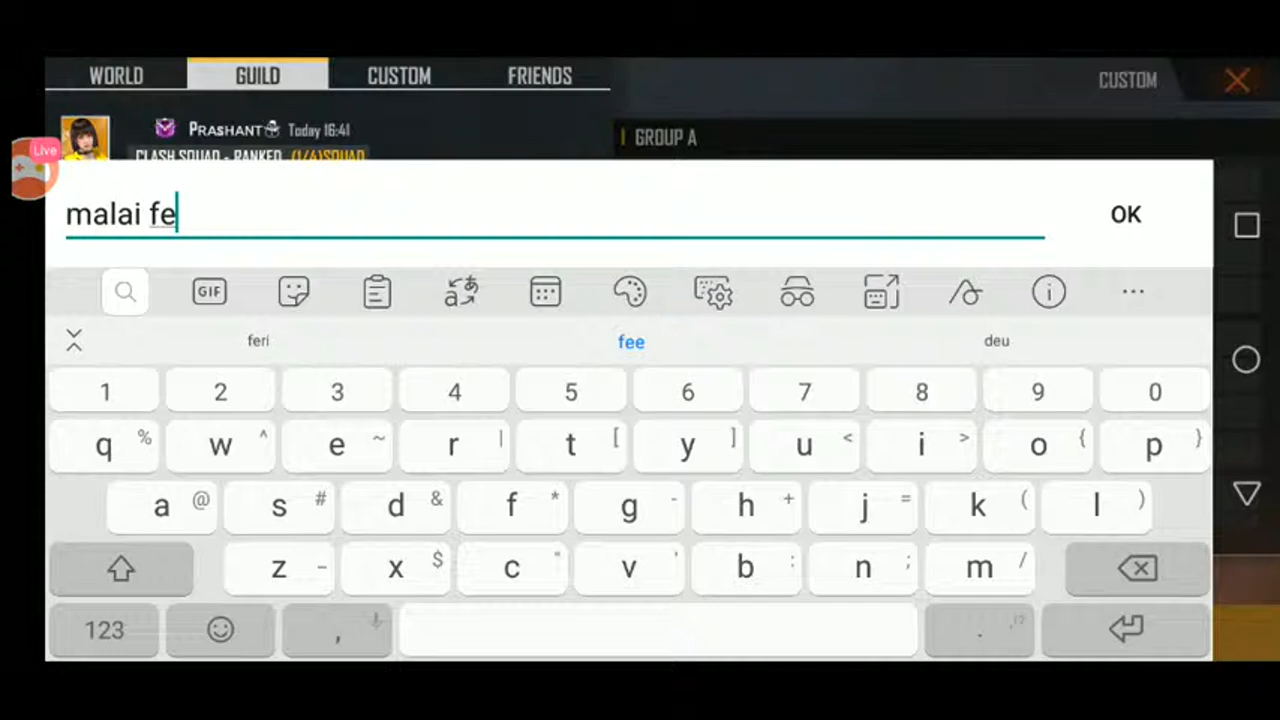 WORLD GUILD CUSTOM FRIENDS CUSTOM
PRASHANT Today 16:41
GROUP A
CLASH SQUAD - RANKED (1/4)SQUAD
Live
malai fe OK
GIF
feri fee deu
1 2 3 4 5 6 7 8 9 0
q % w ^ e ~ r | t [ y ] u < i > o { p }
a @ s # d & f * g - h + j = k ( l )
z _ x $ c " v ' b : n ; m /
123 , . ,!?